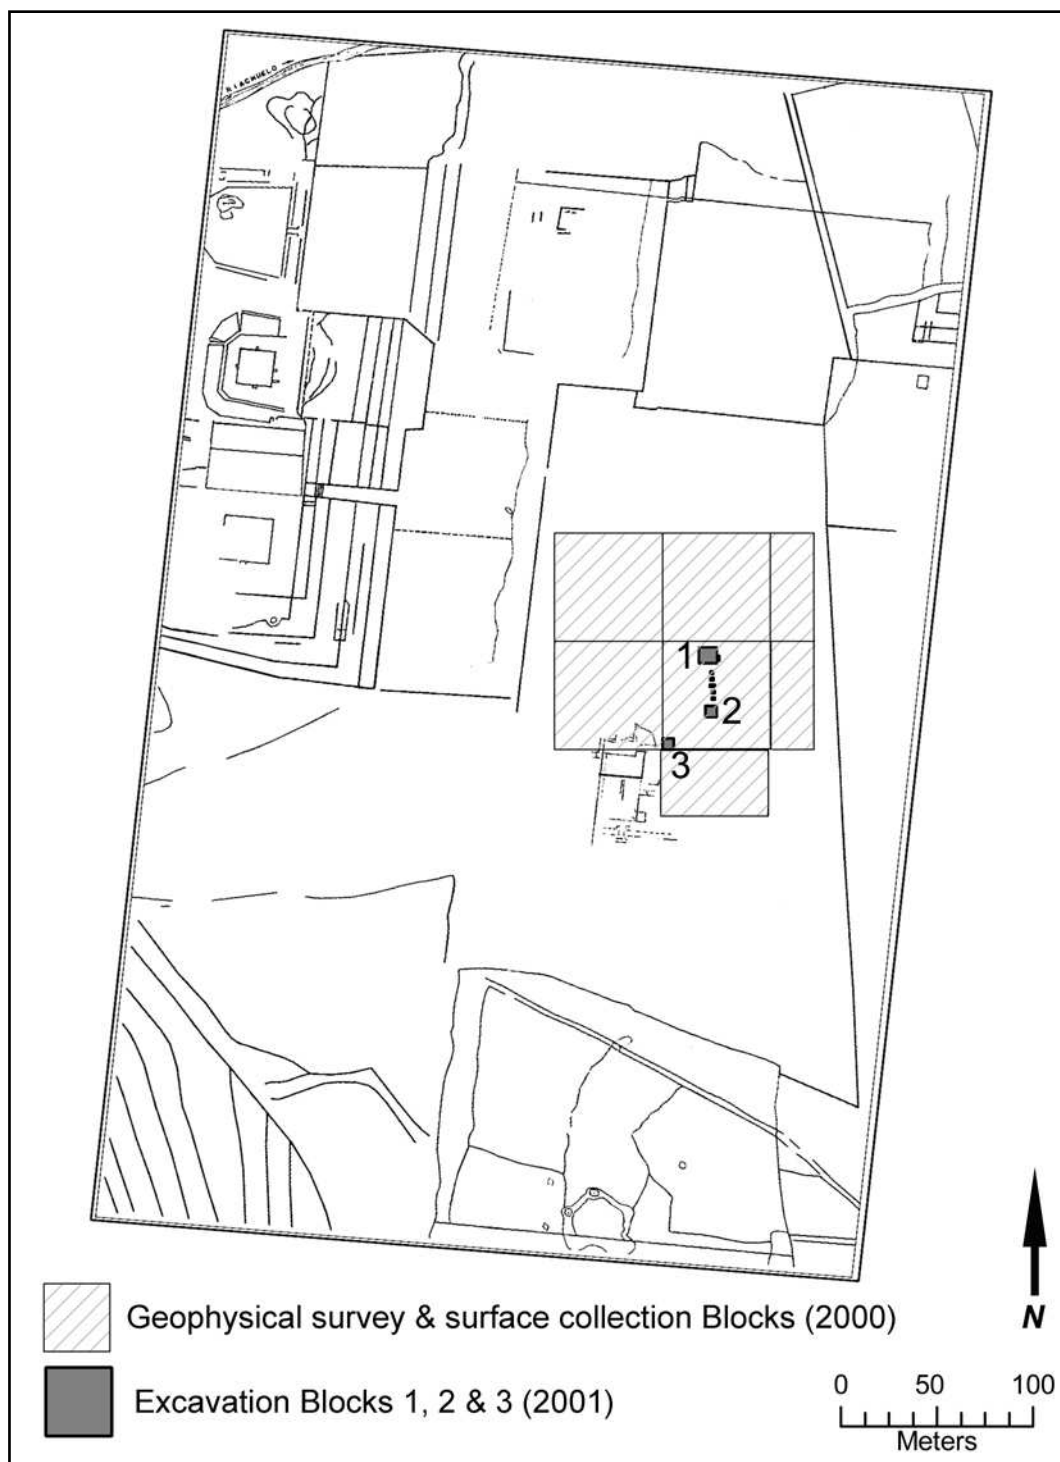 RIACHUELO
1
2
3
Geophysical survey & surface collection Blocks (2000)
N
Excavation Blocks 1, 2 & 3 (2001)
0 50 100
Meters